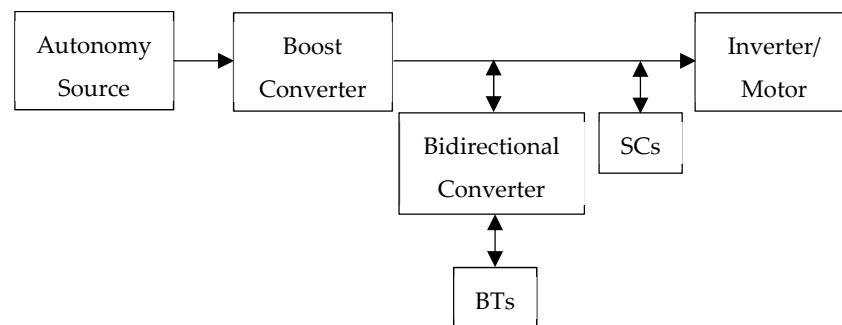 Autonomy
Source
Boost
Converter
Inverter/
Motor
Bidirectional
Converter
SCs
BTs